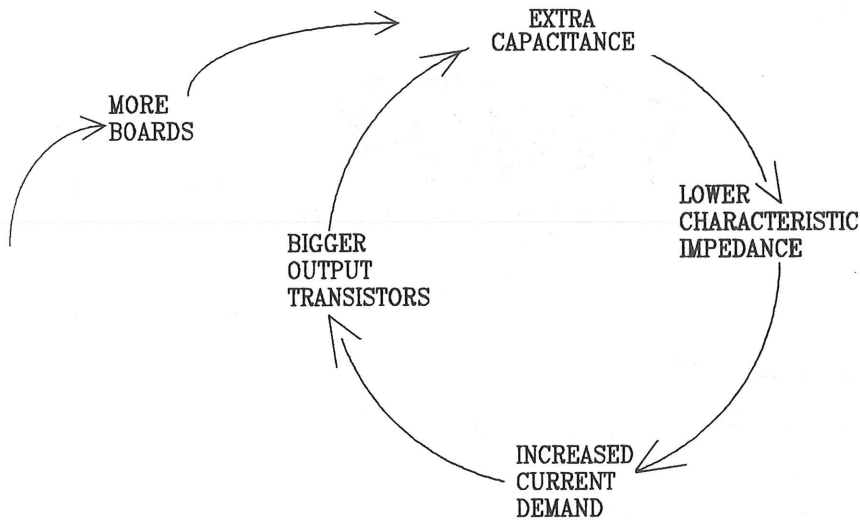 EXTRA
CAPACITANCE
MORE
BOARDS
LOWER
CHARACTERISTIC
IMPEDANCE
BIGGER
OUTPUT
TRANSISTORS
INCREASED
CURRENT
DEMAND